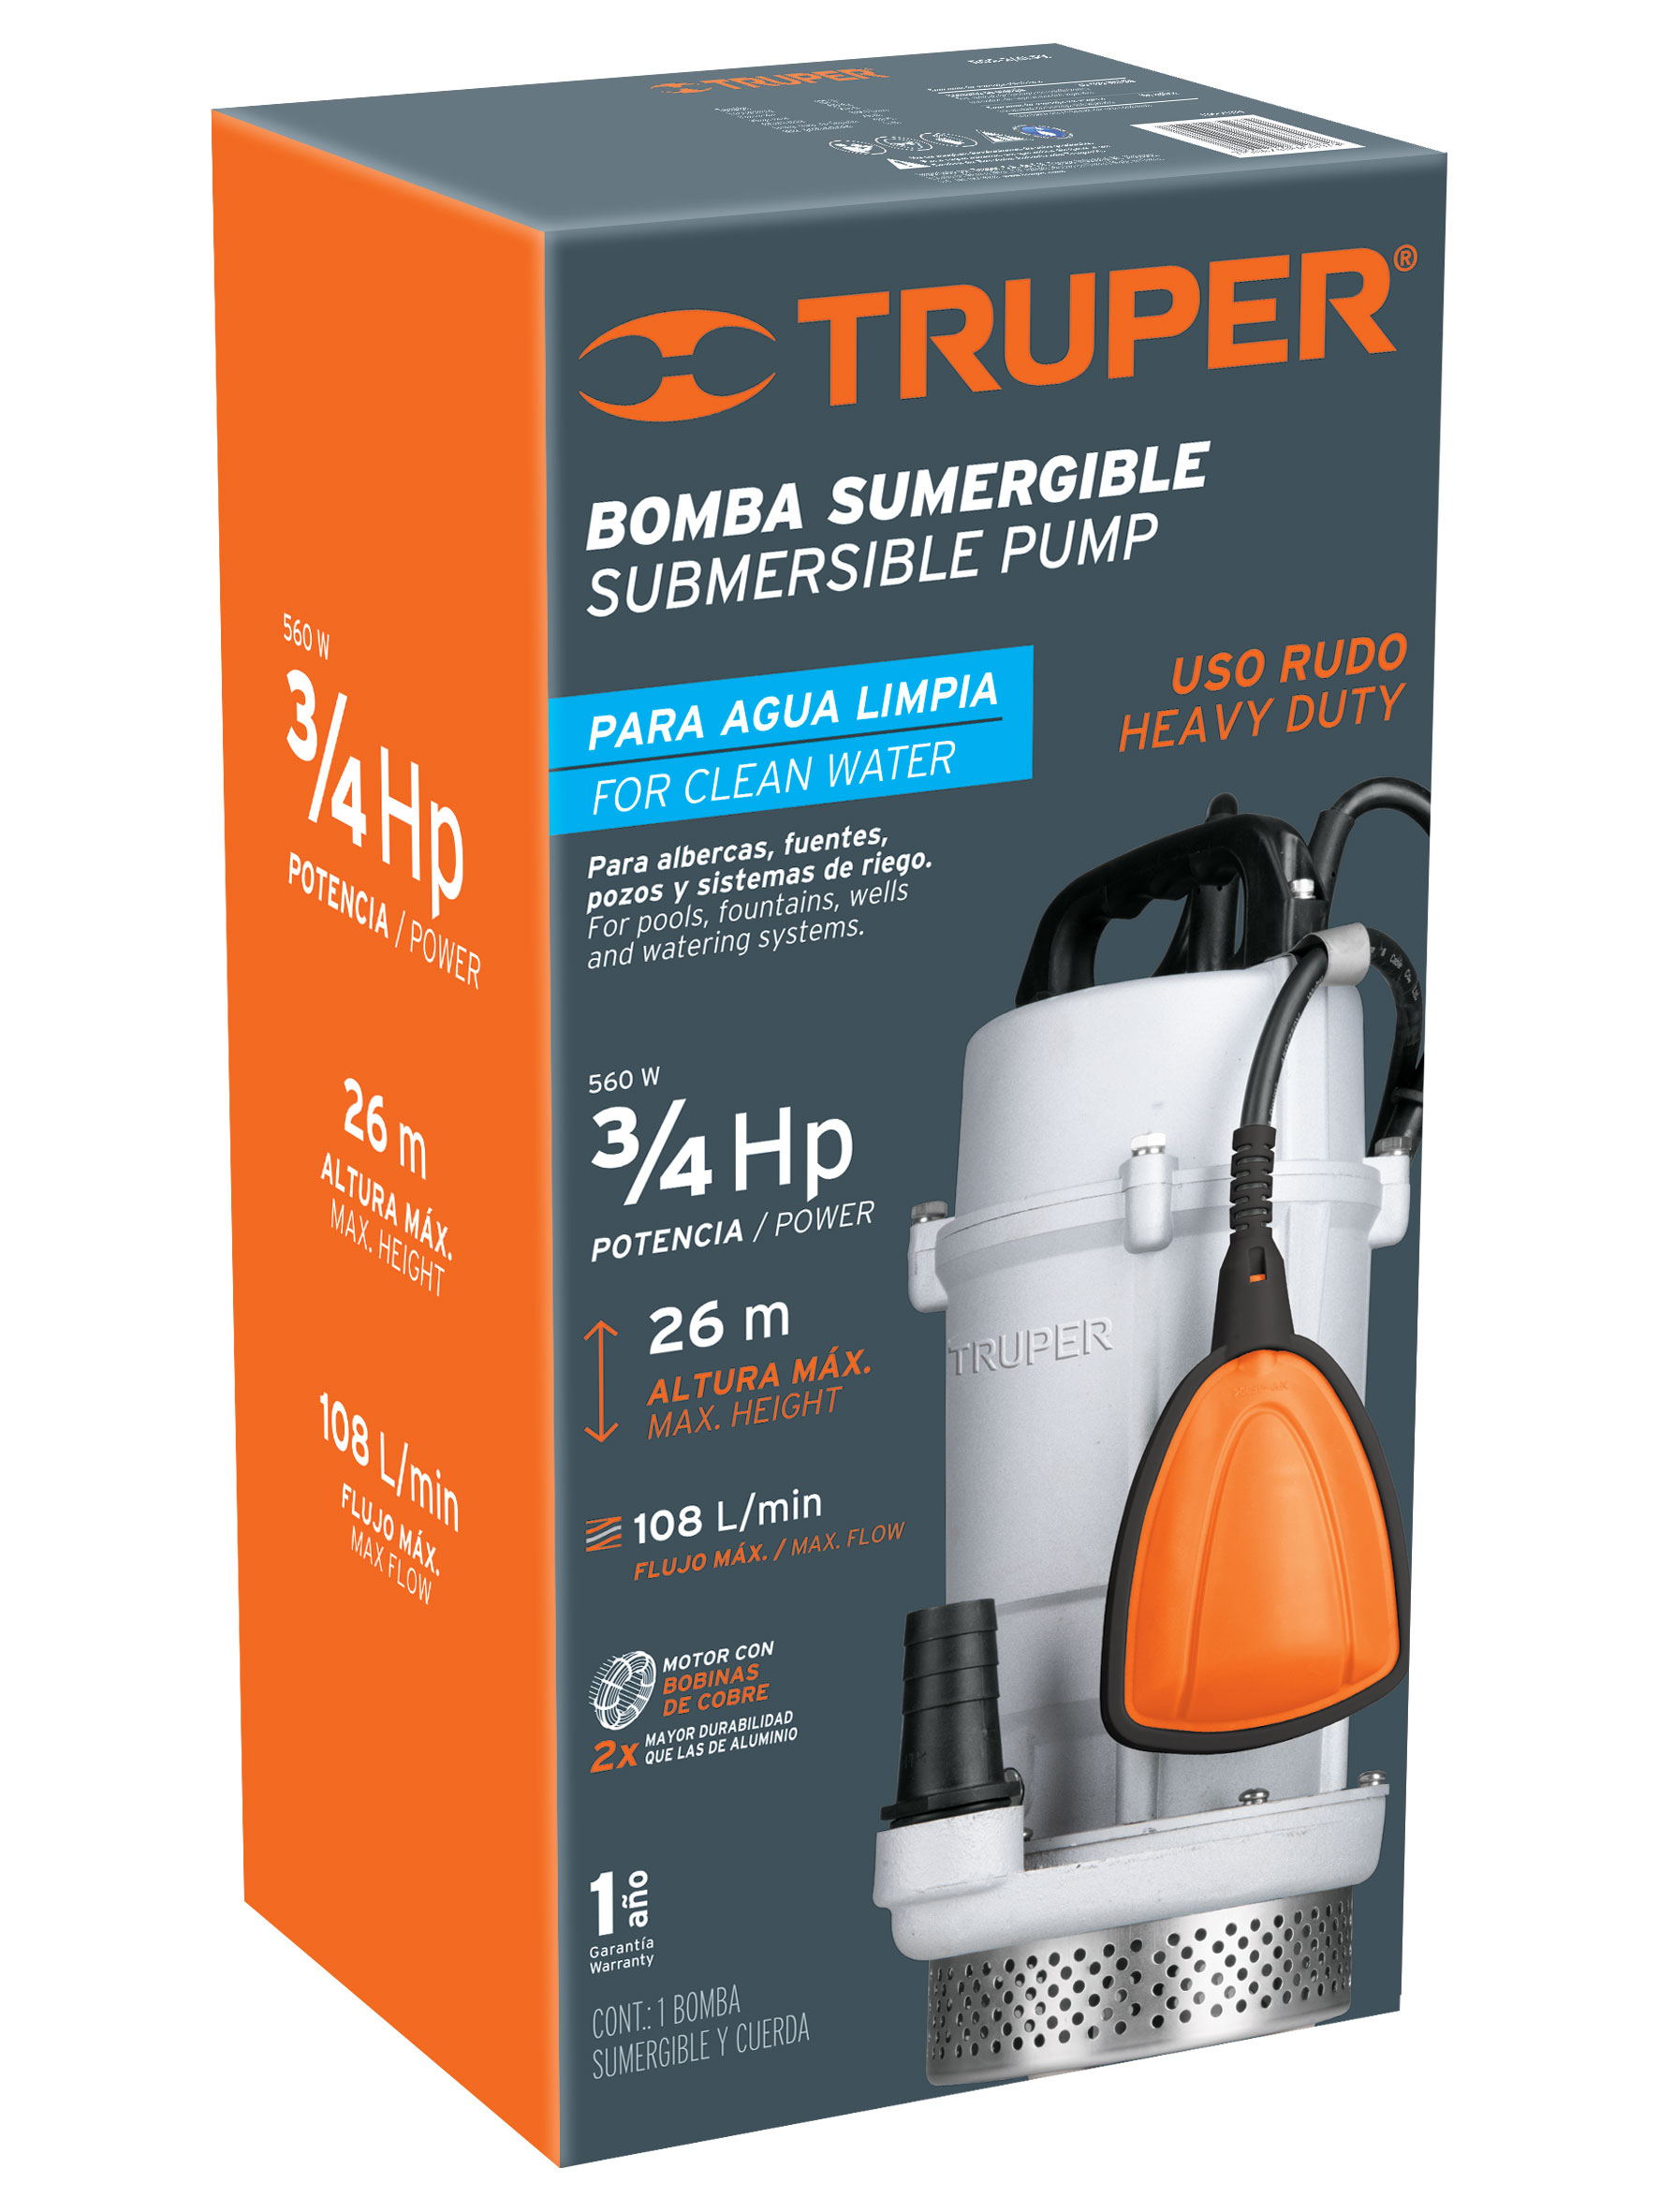 TRUPER
TRUPER®
BOMBA SUMERGIBLE
SUBMERSIBLE PUMP
PARA AGUA LIMPIA
FOR CLEAN WATER
USO RUDO
HEAVY DUTY
Para albercas, fuentes,
pozos y sistemas de riego.
For pools, fountains, wells
and watering systems.
560 W
3/4 Hp
POTENCIA / POWER
26 m
ALTURA MÁX.
MAX. HEIGHT
108 L/min
FLUJO MÁX. / MAX. FLOW
MOTOR CON
BOBINAS
DE COBRE
2x MAYOR DURABILIDAD
QUE LAS DE ALUMINIO
1 año
Garantía
Warranty
CONT.: 1 BOMBA
SUMERGIBLE Y CUERDA
TRUPER
560 W
3/4 Hp
POTENCIA / POWER
26 m
ALTURA MÁX.
MAX. HEIGHT
108 L/min
FLUJO MÁX.
MAX FLOW